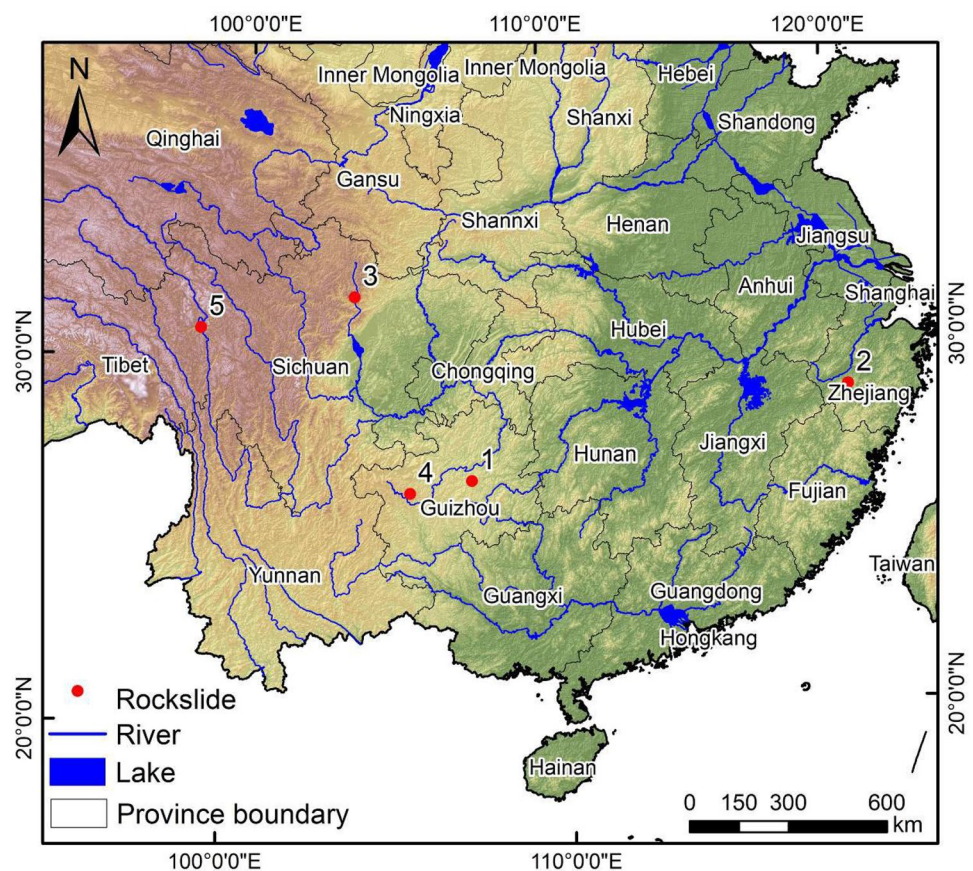 100°0'0"E 110°0'0"E 120°0'0"E
N
Inner Mongolia Inner Mongolia Hebei
Ningxia Shanxi Shandong
Qinghai
Gansu
Shannxi Henan Jiangsu
3
5
Anhui
Shanghai
30°0'0"N
Hubei
30°0'0"N
Tibet Sichuan Chongqing
2
Zhejiang
Hunan Jiangxi
1
4
Guizhou Fujian
Taiwan
Yunnan Guangxi Guangdong
Hongkang
Rockslide
20°0'0"N
20°0'0"N
River
Lake
Hainan
Province boundary
0 150 300 600
km
100°0'0"E 110°0'0"E